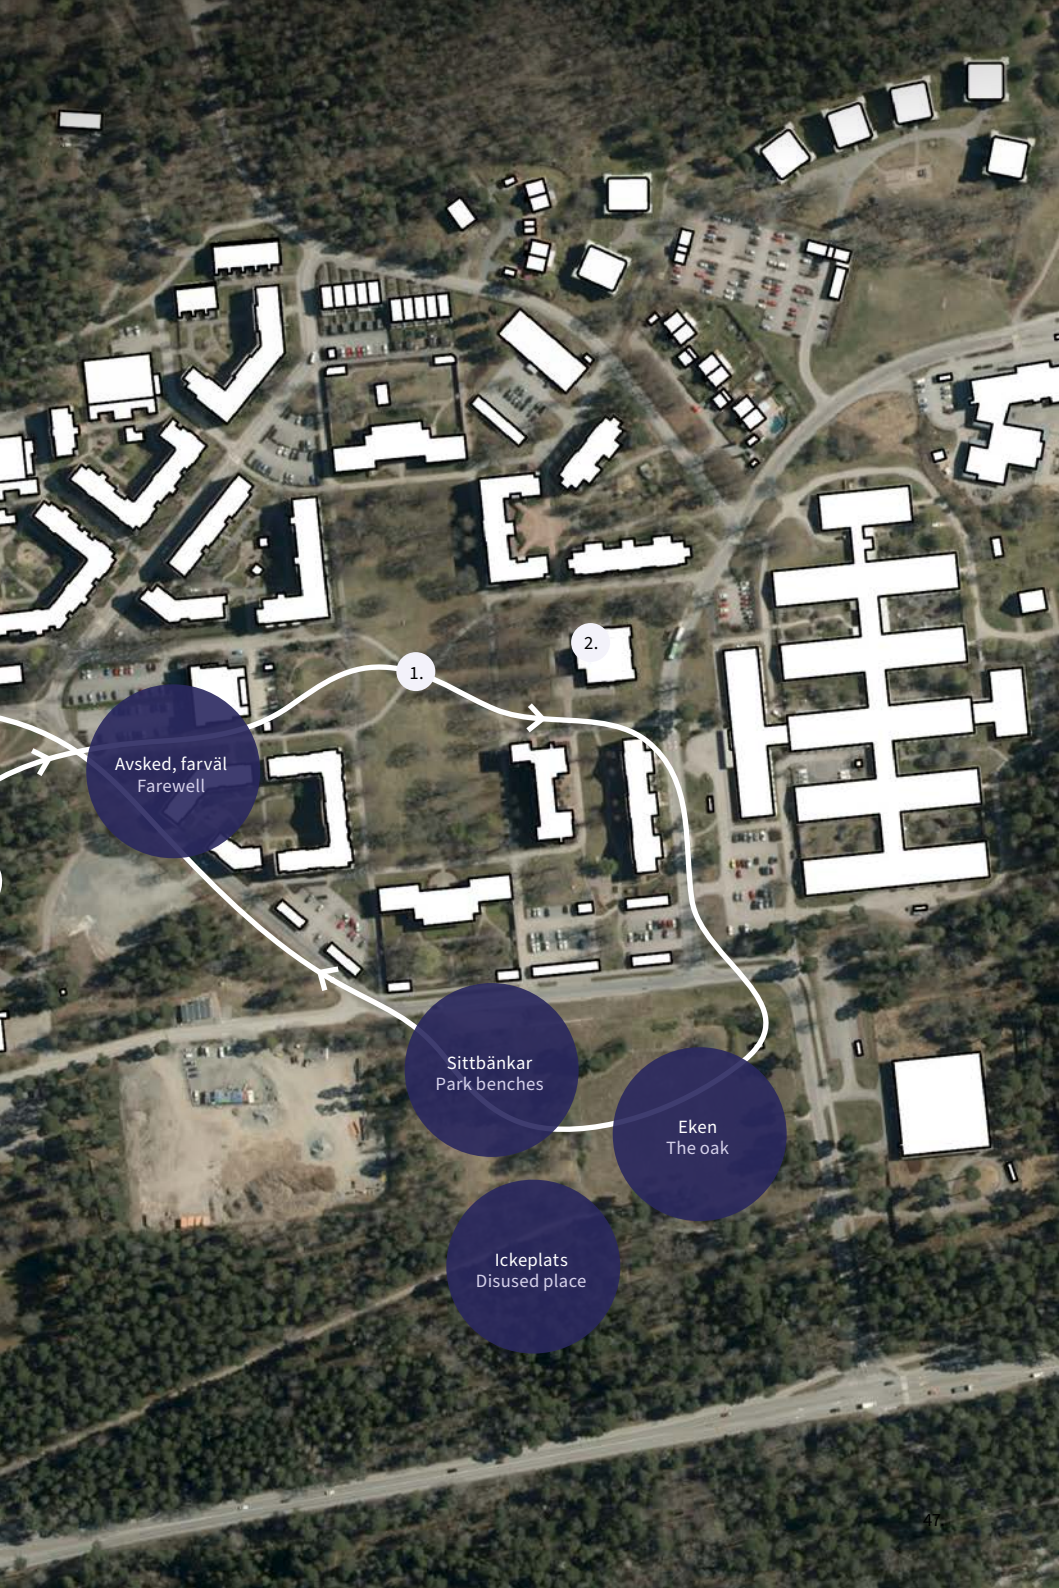 2.
1.
Avsked, farväl
Farewell
Sittbänkar
Park benches
Eken
The oak
Ickeplats
Disused place
47.